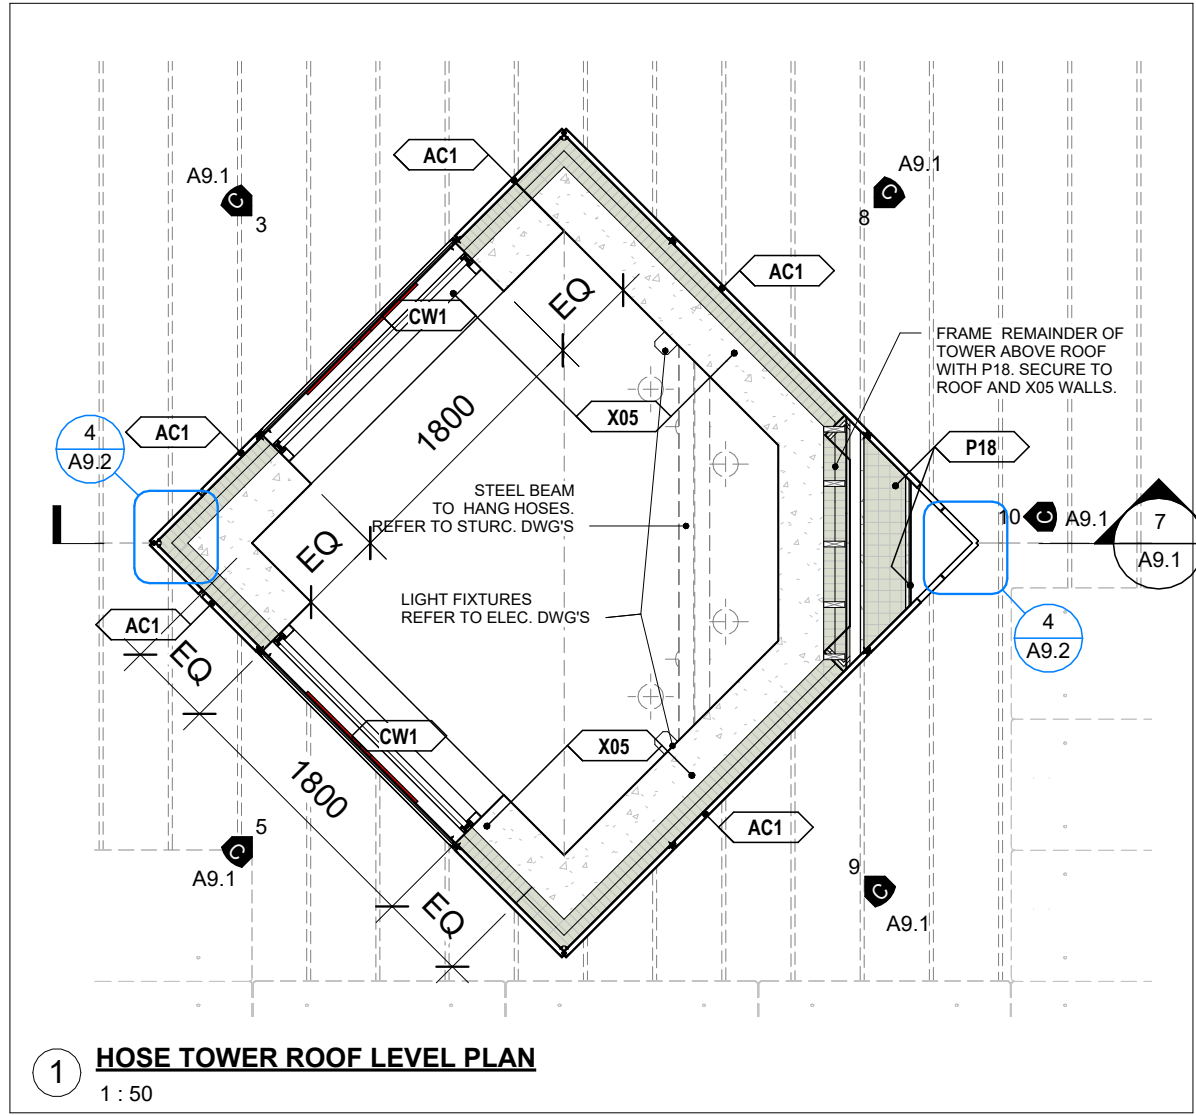 AC1
A9.1
C
3
A9.1
C
8
AC1
EQ
CW1
FRAME REMAINDER OF
TOWER ABOVE ROOF
WITH P18. SECURE TO
ROOF AND X05 WALLS.
X05
1800
AC1
4
A9.2
P18
STEEL BEAM
TO HANG HOSES.
REFER TO STURC. DWG'S
10
C
A9.1
7
A9.1
EQ
LIGHT FIXTURES
REFER TO ELEC. DWG'S
AC1
4
A9.2
EQ
CW1
X05
1800
5
C
A9.1
AC1
9
C
A9.1
EQ
1
HOSE TOWER ROOF LEVEL PLAN
1 : 50